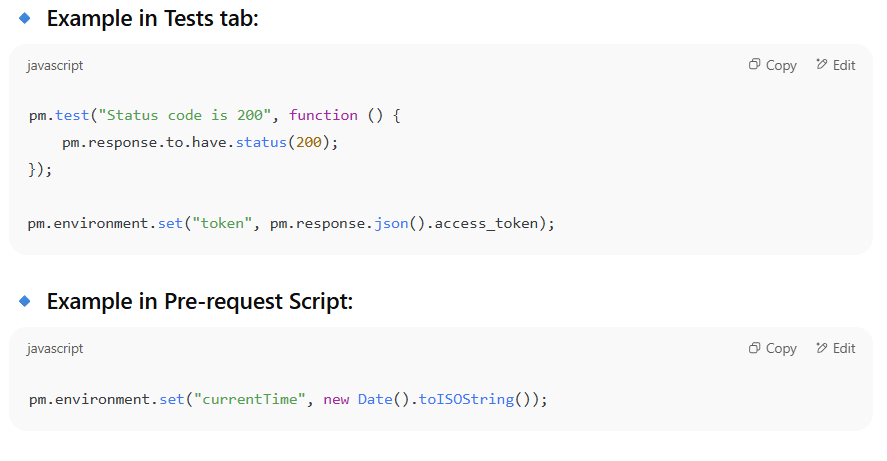 Example in Tests tab:
javascript
Copy
Edit
pm.test("Status code is 200", function () {
    pm.response.to.have.status(200);
});
pm.environment.set("token", pm.response.json().access_token);
Example in Pre-request Script:
javascript
Copy
Edit
pm.environment.set("currentTime", new Date().toISOString());